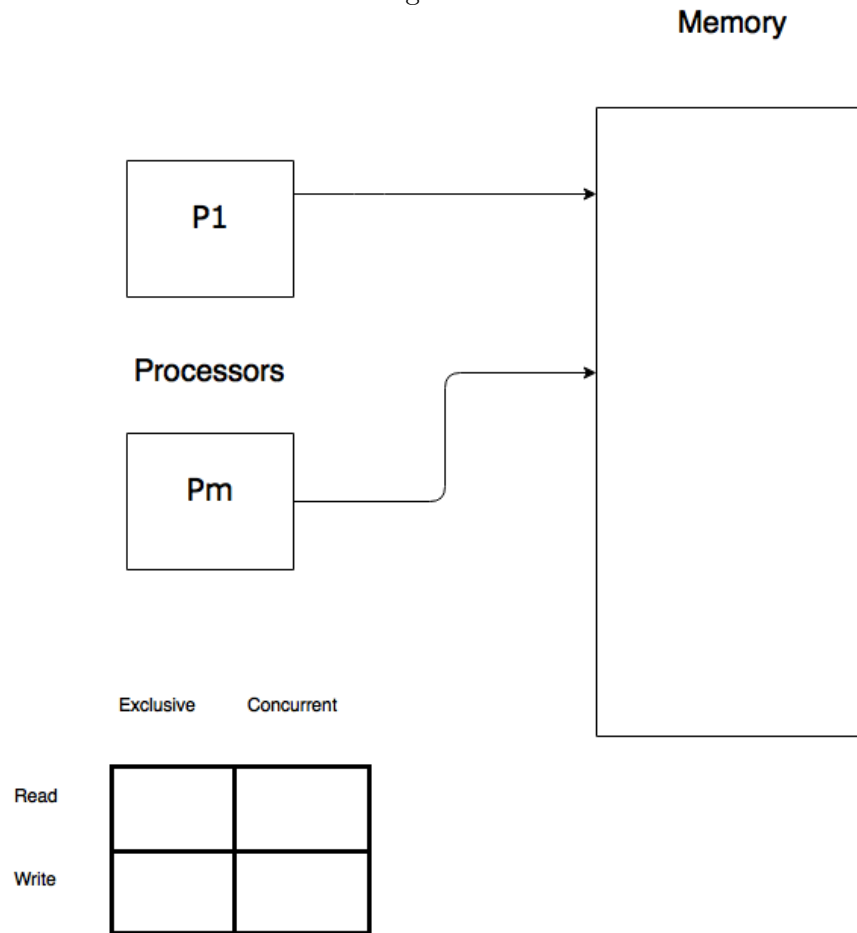 Memory
P1
Processors
Pm
Exclusive Concurrent
Read
Write